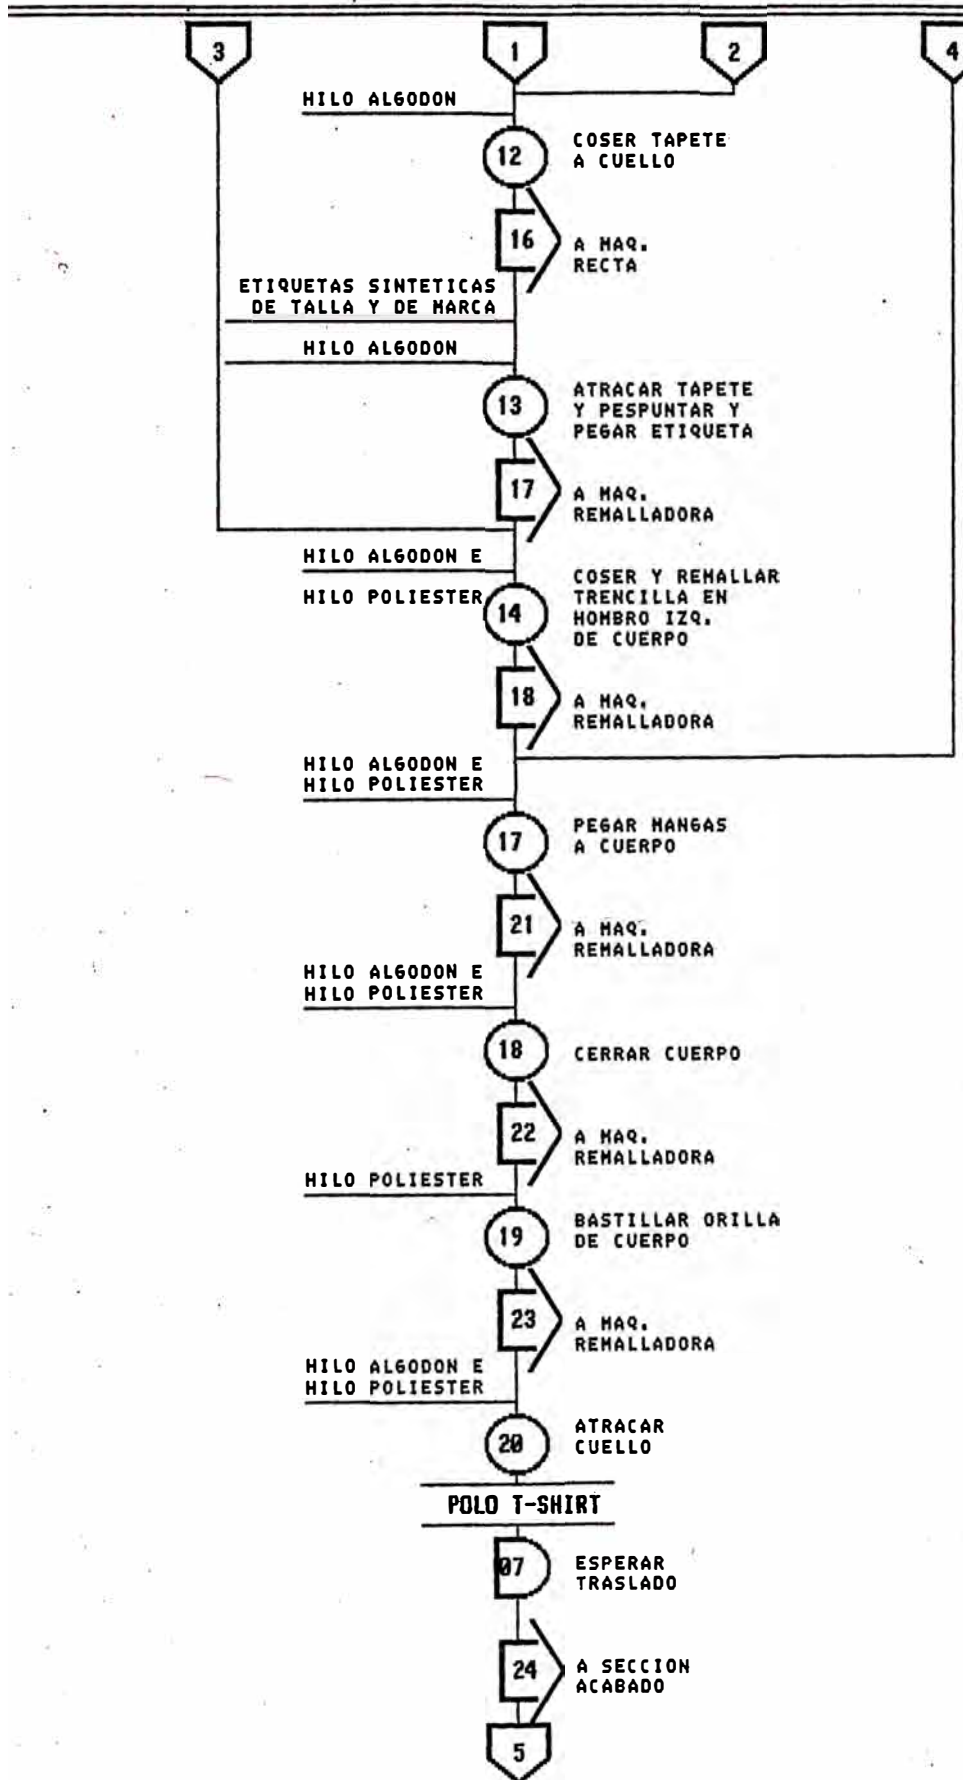 3
1
2
4
HILO ALGODON
12
COSER TAPETE
A CUELLO
16
A MAQ.
RECTA
ETIQUETAS SINTETICAS
DE TALLA Y DE MARCA
HILO ALGODON
13
ATRACAR TAPETE
Y PESPUNTAR Y
PEGAR ETIQUETA
17
A MAQ.
REMALLADORA
HILO ALGODON E
HILO POLIESTER
14
COSER Y REMALLAR
TRENCILLA EN
HOMBRO IZQ.
DE CUERPO
18
A MAQ.
REMALLADORA
HILO ALGODON E
HILO POLIESTER
17
PEGAR MANGAS
A CUERPO
21
A MAQ.
REMALLADORA
HILO ALGODON E
HILO POLIESTER
18
CERRAR CUERPO
22
A MAQ.
REMALLADORA
HILO POLIESTER
19
BASTILLAR ORILLA
DE CUERPO
23
A MAQ.
REMALLADORA
HILO ALGODON E
HILO POLIESTER
20
ATRACAR
CUELLO
POLO T-SHIRT
07
ESPERAR
TRASLADO
24
A SECCION
ACABADO
5